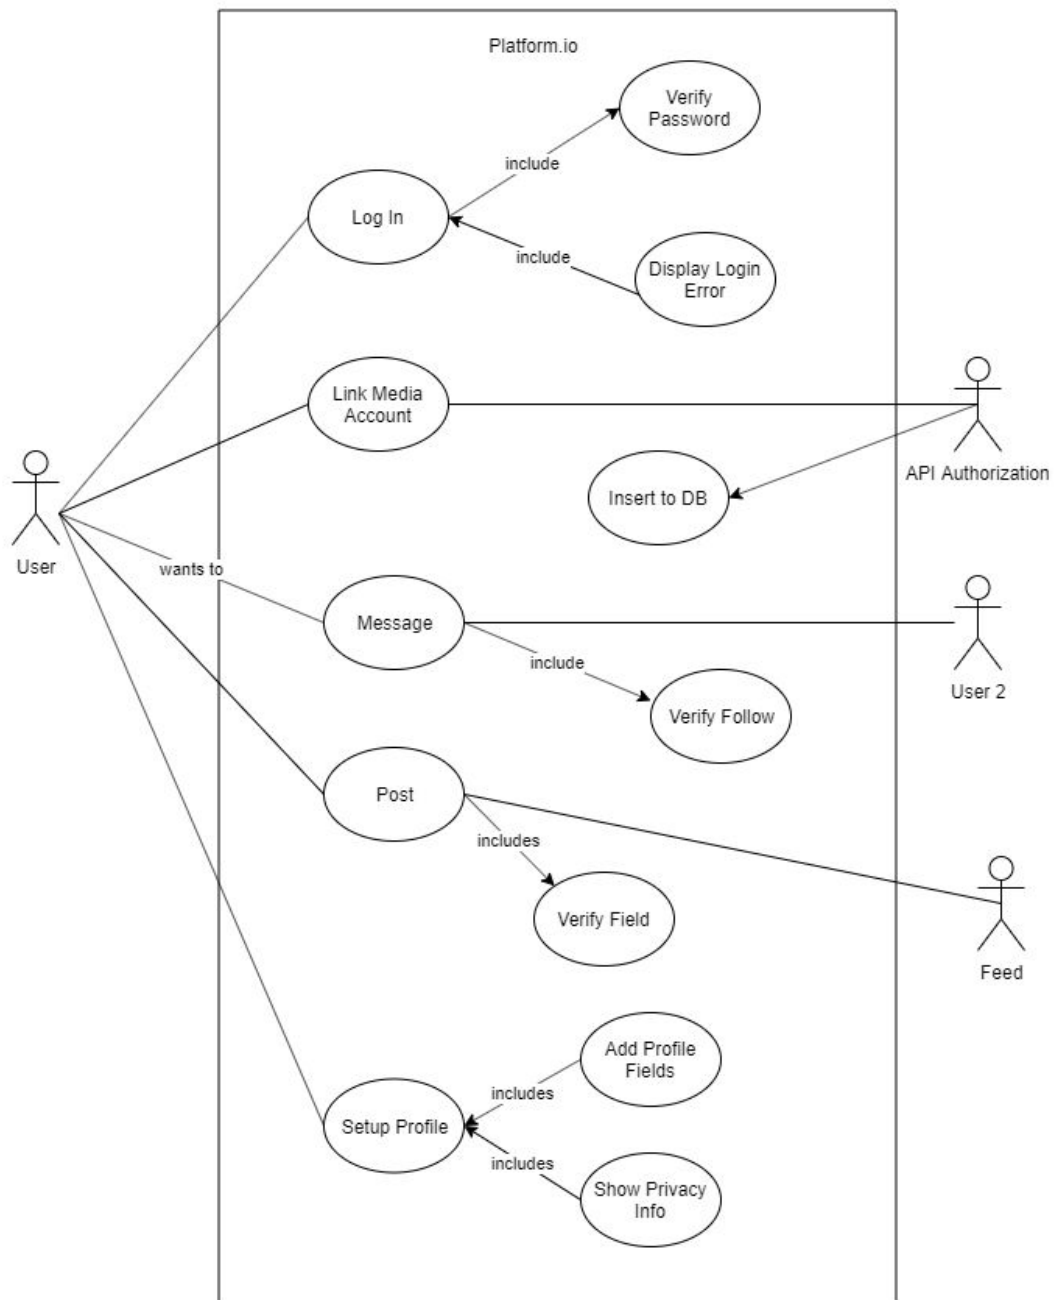 Platform.io
Verify
Password
include
Log In
include
Display Login
Error
Link Media
Account
API Authorization
Insert to DB
User
wants to
Message
include
User 2
Verify Follow
Post
includes
Verify Field
Feed
Add Profile
Fields
includes
Setup Profile
includes
Show Privacy
Info